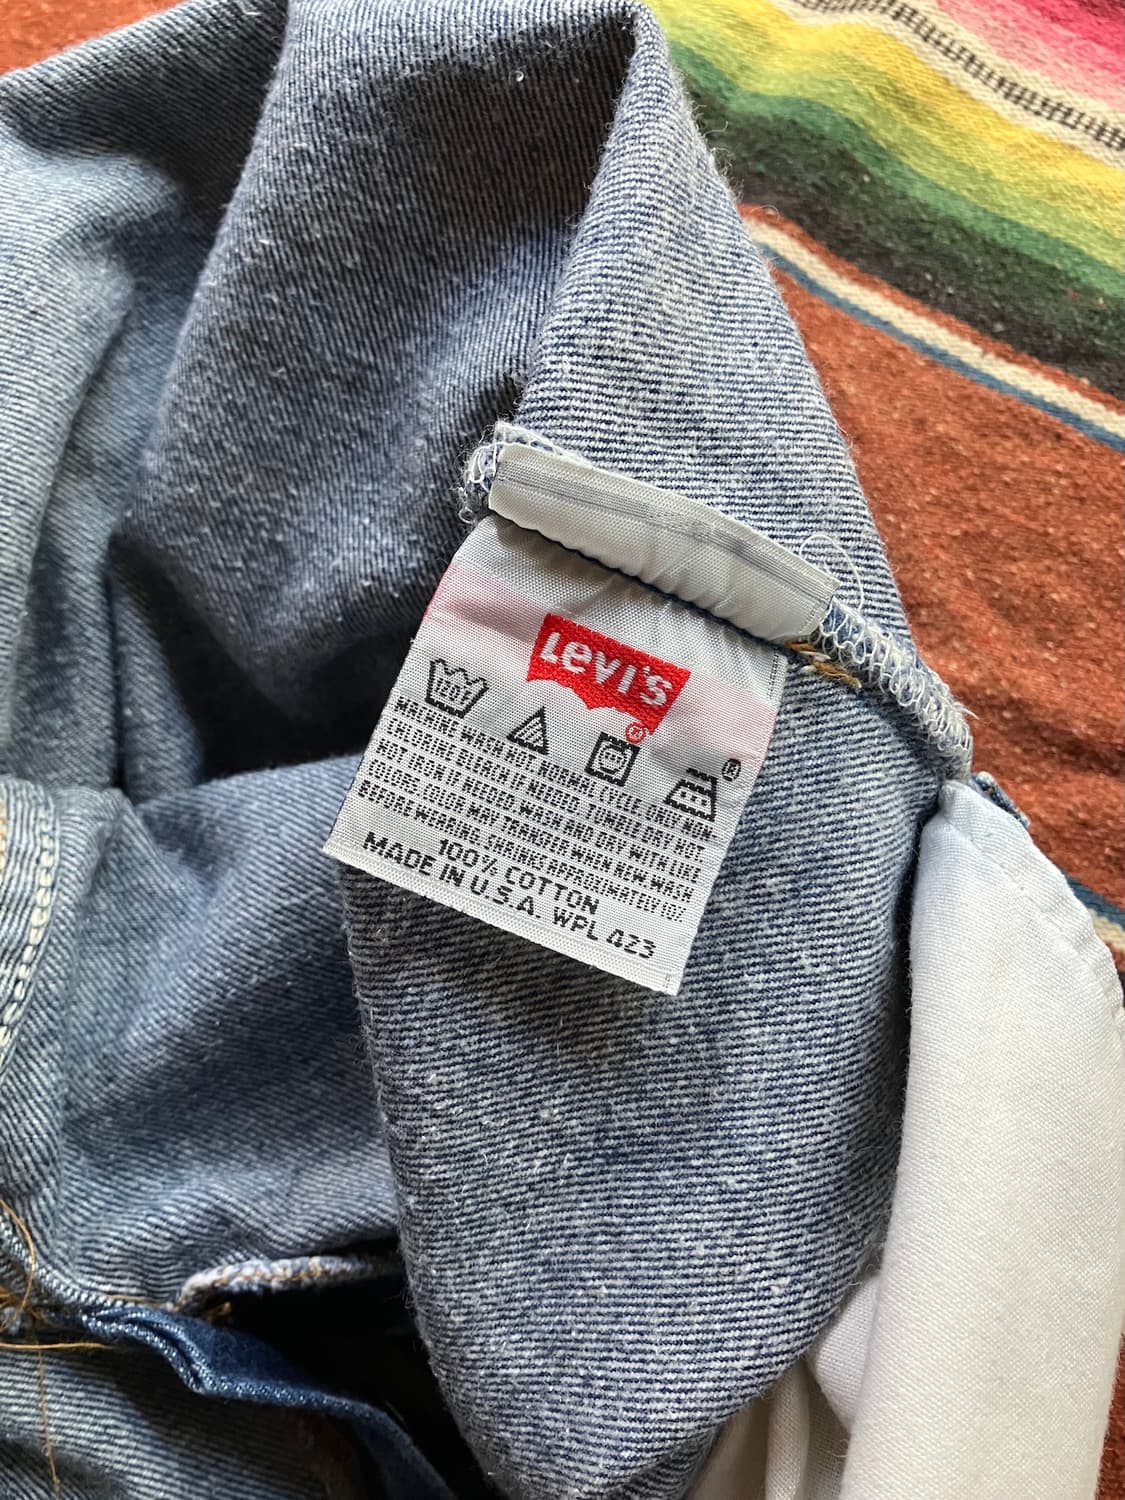 Levi's
®
120F
®
MACHINE WASH HOT NORMAL CYCLE. ONLY NON-
CHLORINE BLEACH IF NEEDED. TUMBLE DRY HOT.
HOT IRON IF NEEDED. WASH AND DRY WITH LIKE
COLORS. COLOR MAY TRANSFER WHEN NEW. WASH
BEFORE WEARING. SHRINKS APPROXIMATELY 10%
100% COTTON
MADE IN U.S.A. WPL 423